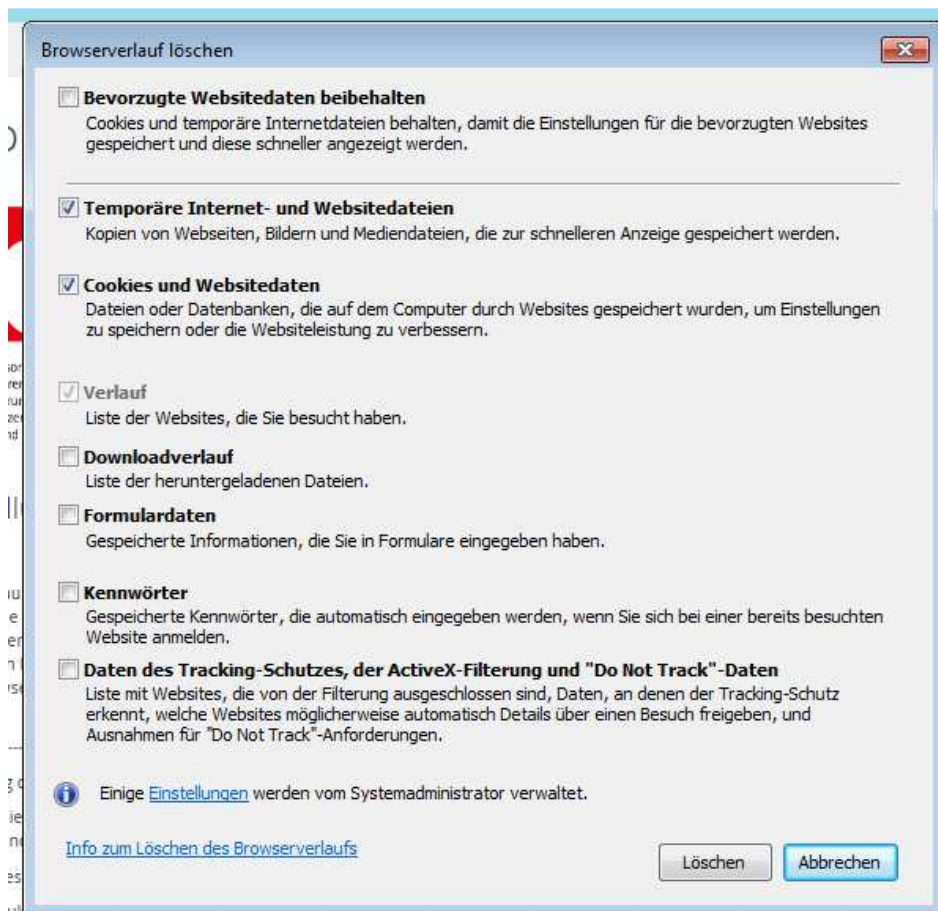 Browserverlauf löschen
Bevorzugte Websitedaten beibehalten
Cookies und temporäre Internetdateien behalten, damit die Einstellungen für die bevorzugten Websites
gespeichert und diese schneller angezeigt werden.
Temporäre Internet- und Websitedateien
Kopien von Webseiten, Bildern und Mediendateien, die zur schnelleren Anzeige gespeichert werden.
Cookies und Websitedaten
Dateien oder Datenbanken, die auf dem Computer durch Websites gespeichert wurden, um Einstellungen
zu speichern oder die Websiteleistung zu verbessern.
Verlauf
Liste der Websites, die Sie besucht haben.
Downloadverlauf
Liste der heruntergeladenen Dateien.
Formulardaten
Gespeicherte Informationen, die Sie in Formulare eingegeben haben.
Kennwörter
Gespeicherte Kennwörter, die automatisch eingegeben werden, wenn Sie sich bei einer bereits besuchten
Website anmelden.
Daten des Tracking-Schutzes, der ActiveX-Filterung und "Do Not Track"-Daten
Liste mit Websites, die von der Filterung ausgeschlossen sind, Daten, an denen der Tracking-Schutz
erkennt, welche Websites möglicherweise automatisch Details über einen Besuch freigeben, und
Ausnahmen für "Do Not Track"-Anforderungen.
Einige Einstellungen werden vom Systemadministrator verwaltet.
Info zum Löschen des Browserverlaufs
Löschen
Abbrechen